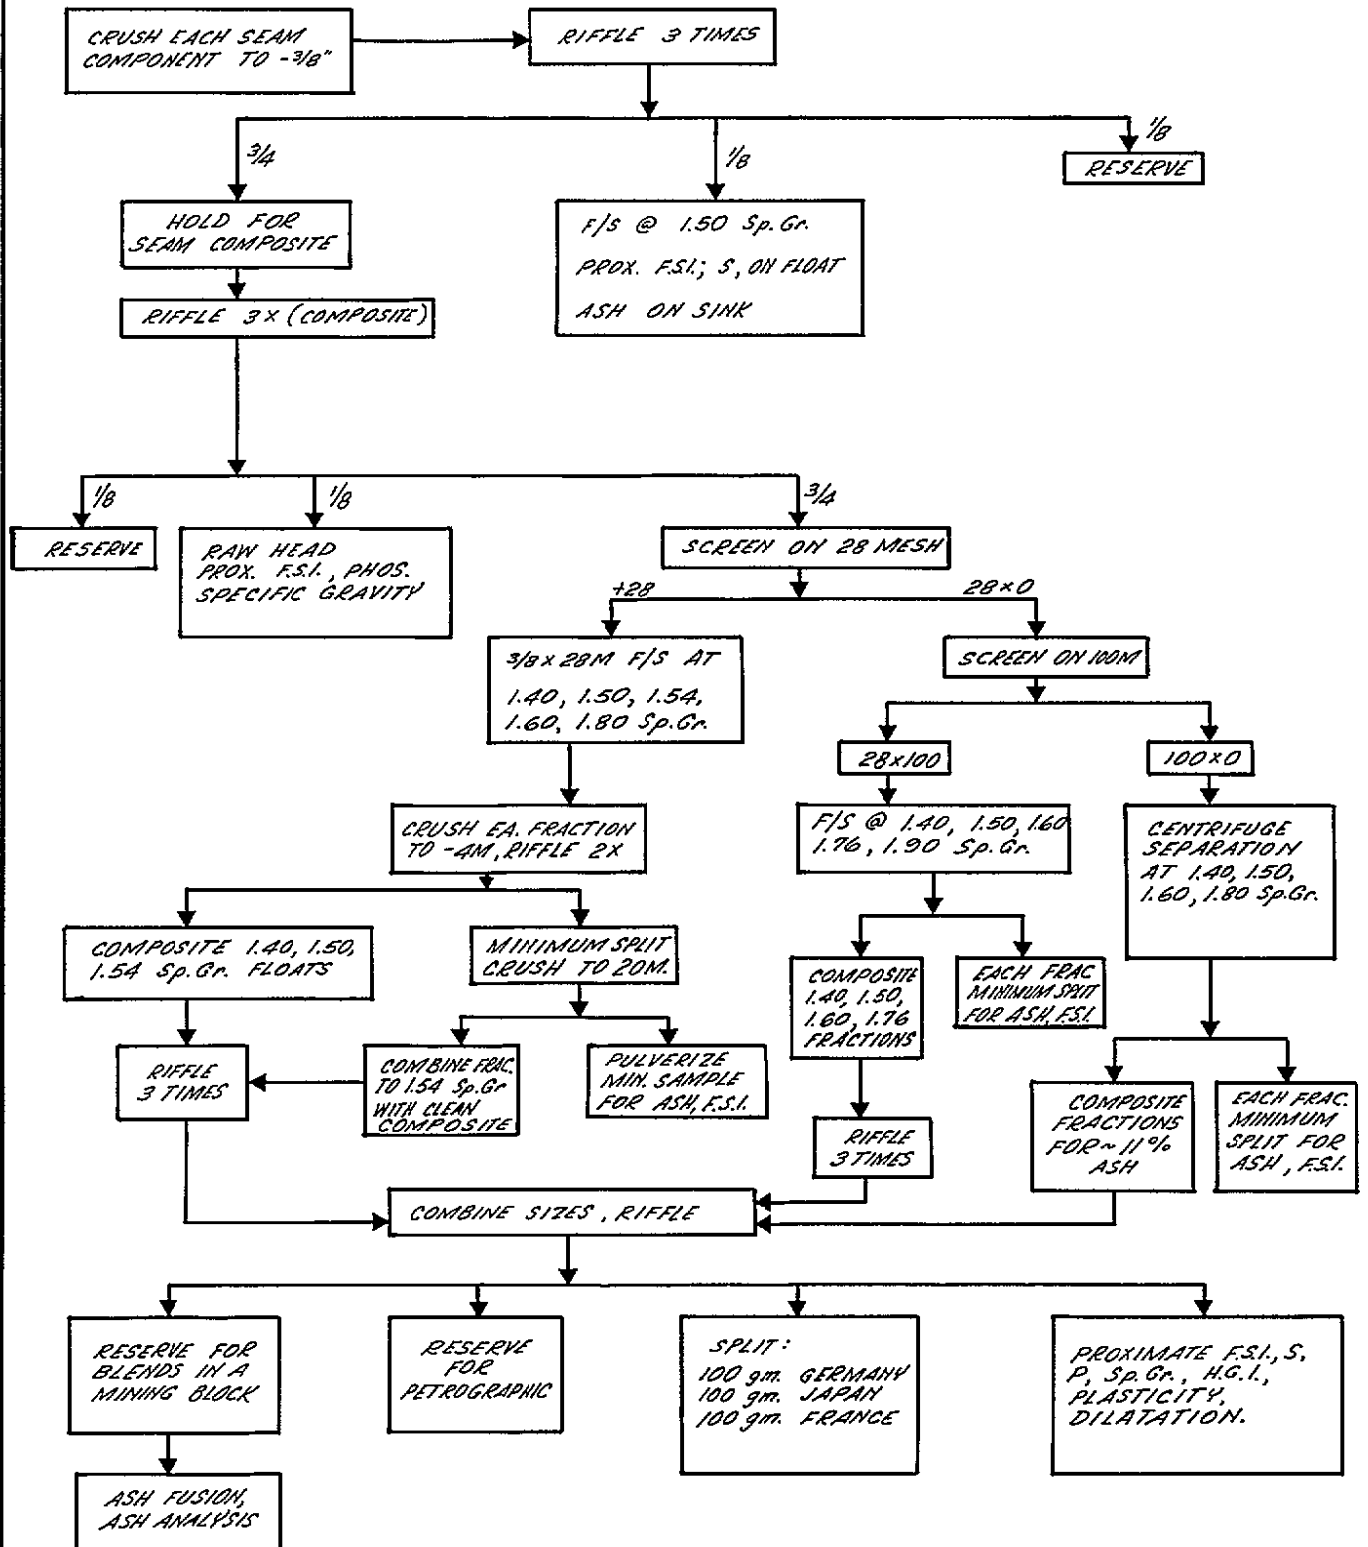 CRUSH EACH SEAM
COMPONENT TO -3/8"
RIFFLE 3 TIMES
3/4
1/8
1/8
RESERVE
HOLD FOR
SEAM COMPOSITE
F/S @ 1.50 Sp.Gr.
PROX. F.S.I.; S, ON FLOAT
ASH ON SINK
RIFFLE 3X (COMPOSITE)
1/8
1/8
3/4
RESERVE
RAW HEAD
PROX. F.S.I., PHOS.
SPECIFIC GRAVITY
SCREEN ON 28 MESH
+28
28x0
3/8 x 28M F/S AT
1.40, 1.50, 1.54,
1.60, 1.80 Sp.Gr.
SCREEN ON 100M
28x100
100x0
CRUSH EA. FRACTION
TO -4M, RIFFLE 2X
F/S @ 1.40, 1.50, 1.60
1.76, 1.90 Sp.Gr.
CENTRIFUGE
SEPARATION
AT 1.40, 1.50,
1.60, 1.80 Sp.Gr.
COMPOSITE 1.40, 1.50,
1.54 Sp.Gr. FLOATS
MINIMUM SPLIT
CRUSH TO 20M.
COMPOSITE
1.40, 1.50,
1.60, 1.76
FRACTIONS
EACH FRAC
MINIMUM SPLIT
FOR ASH, F.S.I.
RIFFLE
3 TIMES
COMBINE FRAC.
TO 1.54 Sp.Gr
WITH CLEAN
COMPOSITE
PULVERIZE
MIN. SAMPLE
FOR ASH, F.S.I.
RIFFLE
3 TIMES
COMPOSITE
FRACTIONS
FOR ~ 11%
ASH
EACH FRAC.
MINIMUM
SPLIT FOR
ASH, F.S.I.
COMBINE SIZES, RIFFLE
RESERVE FOR
BLENDS IN A
MINING BLOCK
RESERVE
FOR
PETROGRAPHIC
SPLIT:
100 gm. GERMANY
100 gm. JAPAN
100 gm. FRANCE
PROXIMATE F.S.I., S,
P, Sp.Gr., H.G.I.,
PLASTICITY,
DILATATION.
ASH FUSION,
ASH ANALYSIS